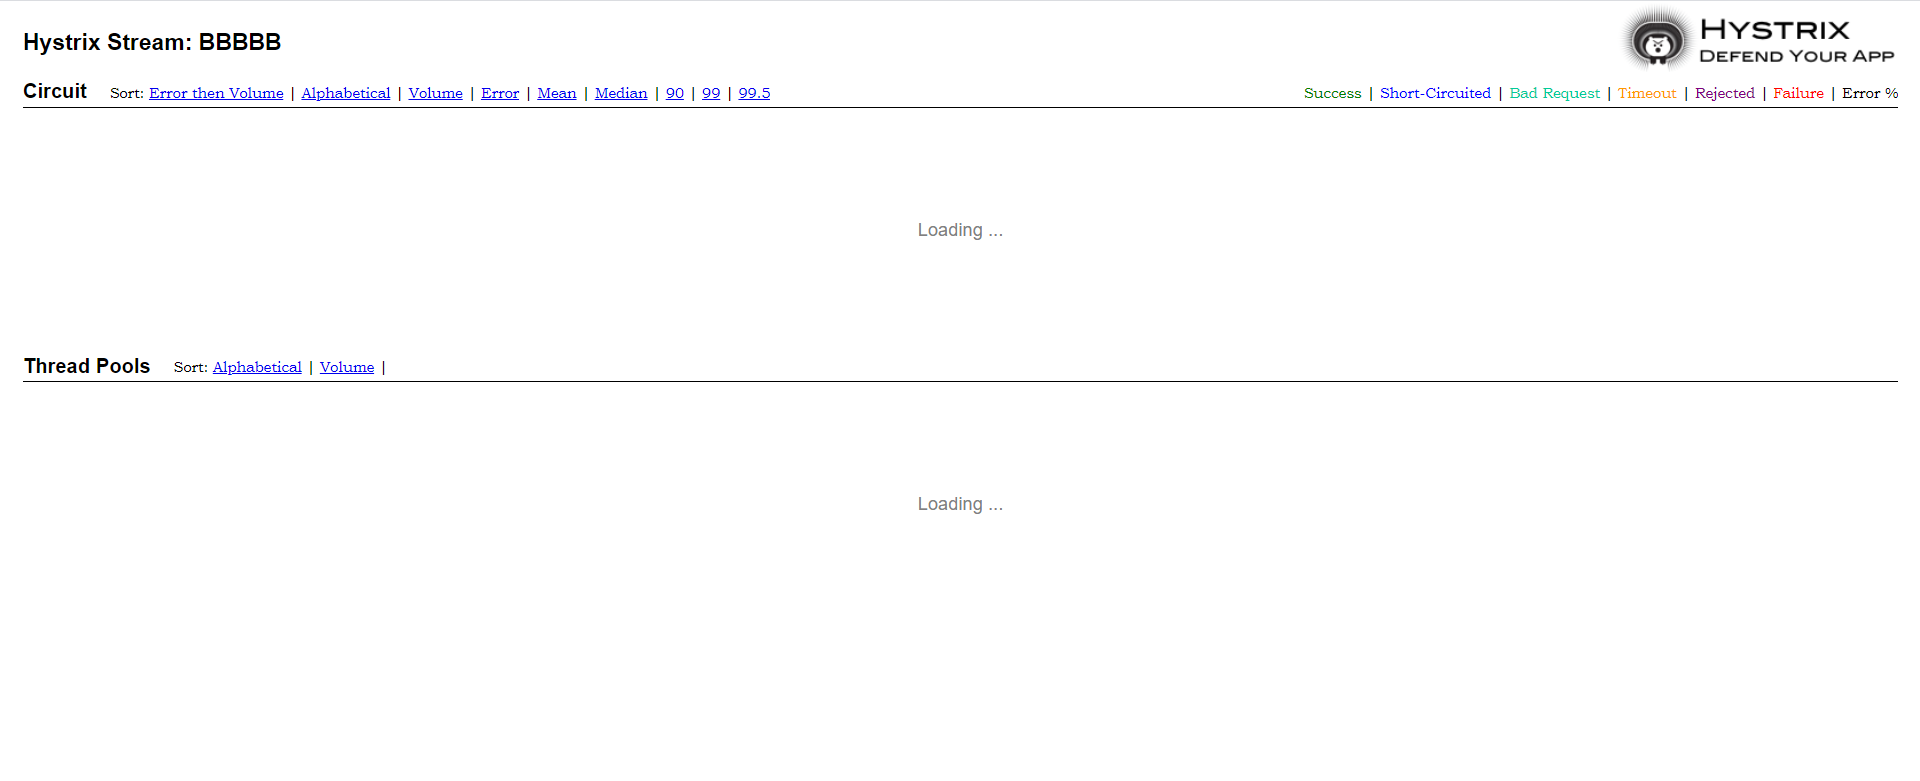 Hystrix Stream: BBBBB
HYSTRIX
DEFEND YOUR APP
Circuit Sort: Error then Volume | Alphabetical | Volume | Error | Mean | Median | 90 | 99 | 99.5
Success | Short-Circuited | Bad Request | Timeout | Rejected | Failure | Error %
Loading ...
Thread Pools Sort: Alphabetical | Volume |
Loading ...